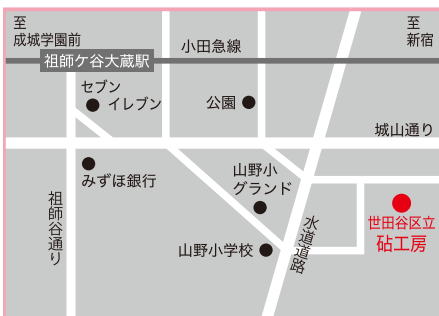 至
成城学園前
至
新宿
小田急線
祖師ケ谷大蔵駅
セブン
イレブン
公園
城山通り
みずほ銀行
山野小
グランド
祖師谷通り
水道道路
世田谷区立
砧工房
山野小学校